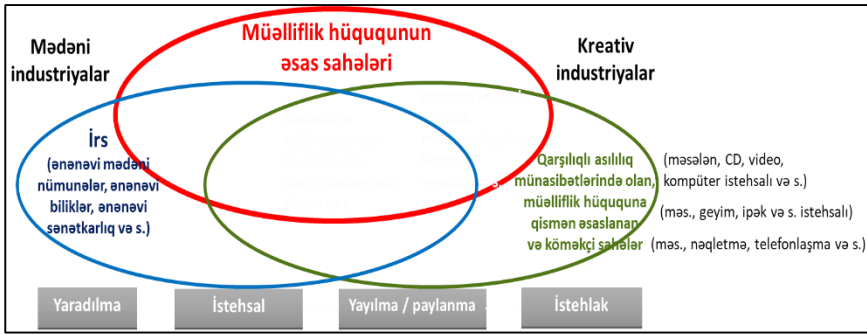 Müəlliflik hüququnun
əsas sahələri
Mədəni
industriyalar
Kreativ
industriyalar
İrs
(ənənəvi mədəni
nümunələr, ənənəvi
biliklər, ənənəvi
sənətkarlıq və s.)
Qarşılıqlı asılılıq
münasibətlərində olan,
müəlliflik hüququna
qismən əsaslanan
və köməkçi sahələr
(məsələn, CD, video,
kompüter istehsalı və s.)
(məs., geyim, ipək və s. istehsalı)
(məs., nəqletmə, telefonlaşma və s.)
Yaradılma
İstehsal
Yayılma / paylanma
İstehlak